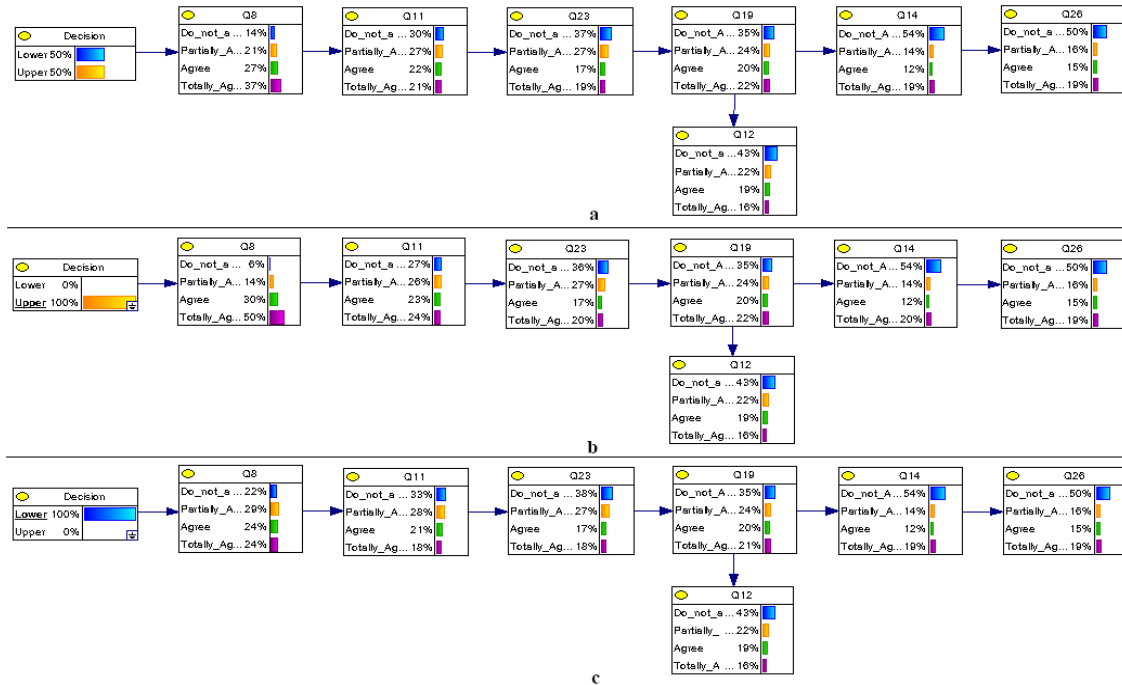 Decision
Lower 50%
Upper 50%
Q8
Do_not_a ... 14%
Partially_A... 21%
Agree 27%
Totally_Ag... 37%
Q11
Do_not_a ... 30%
Partially_A... 27%
Agree 22%
Totally_Ag... 21%
Q23
Do_not_a ... 37%
Partially_A... 27%
Agree 17%
Totally_Ag... 19%
Q19
Do_not_a ... 35%
Partially_A... 24%
Agree 20%
Totally_Ag... 22%
Q14
Do_not_a ... 54%
Partially_A... 14%
Agree 12%
Totally_Ag... 19%
Q26
Do_not_a ... 50%
Partially_A... 16%
Agree 15%
Totally_Ag... 19%
Q12
Do_not_a ... 43%
Partially_A... 22%
Agree 19%
Totally_Ag... 16%
a
Decision
Lower 0%
Upper 100%
Q8
Do_not_a ... 6%
Partially_A... 14%
Agree 30%
Totally_Ag... 50%
Q11
Do_not_a ... 27%
Partially_A... 26%
Agree 23%
Totally_Ag... 24%
Q23
Do_not_a ... 36%
Partially_A... 27%
Agree 17%
Totally_Ag... 20%
Q19
Do_not_a ... 35%
Partially_A... 24%
Agree 20%
Totally_Ag... 22%
Q14
Do_not_a ... 54%
Partially_A... 14%
Agree 12%
Totally_Ag... 20%
Q26
Do_not_a ... 50%
Partially_A... 16%
Agree 15%
Totally_Ag... 19%
Q12
Do_not_a ... 43%
Partially_A... 22%
Agree 19%
Totally_Ag... 16%
b
Decision
Lower 100%
Upper 0%
Q8
Do_not_a ... 22%
Partially_A... 29%
Agree 24%
Totally_Ag... 24%
Q11
Do_not_a ... 33%
Partially_A... 28%
Agree 21%
Totally_Ag... 18%
Q23
Do_not_a ... 38%
Partially_A... 27%
Agree 17%
Totally_Ag... 18%
Q19
Do_not_a ... 35%
Partially_A... 24%
Agree 20%
Totally_Ag... 21%
Q14
Do_not_a ... 54%
Partially_A... 14%
Agree 12%
Totally_Ag... 19%
Q26
Do_not_a ... 50%
Partially_A... 16%
Agree 15%
Totally_Ag... 19%
Q12
Do_not_a ... 43%
Partially_ ... 22%
Agree 19%
Totally_A ... 16%
c